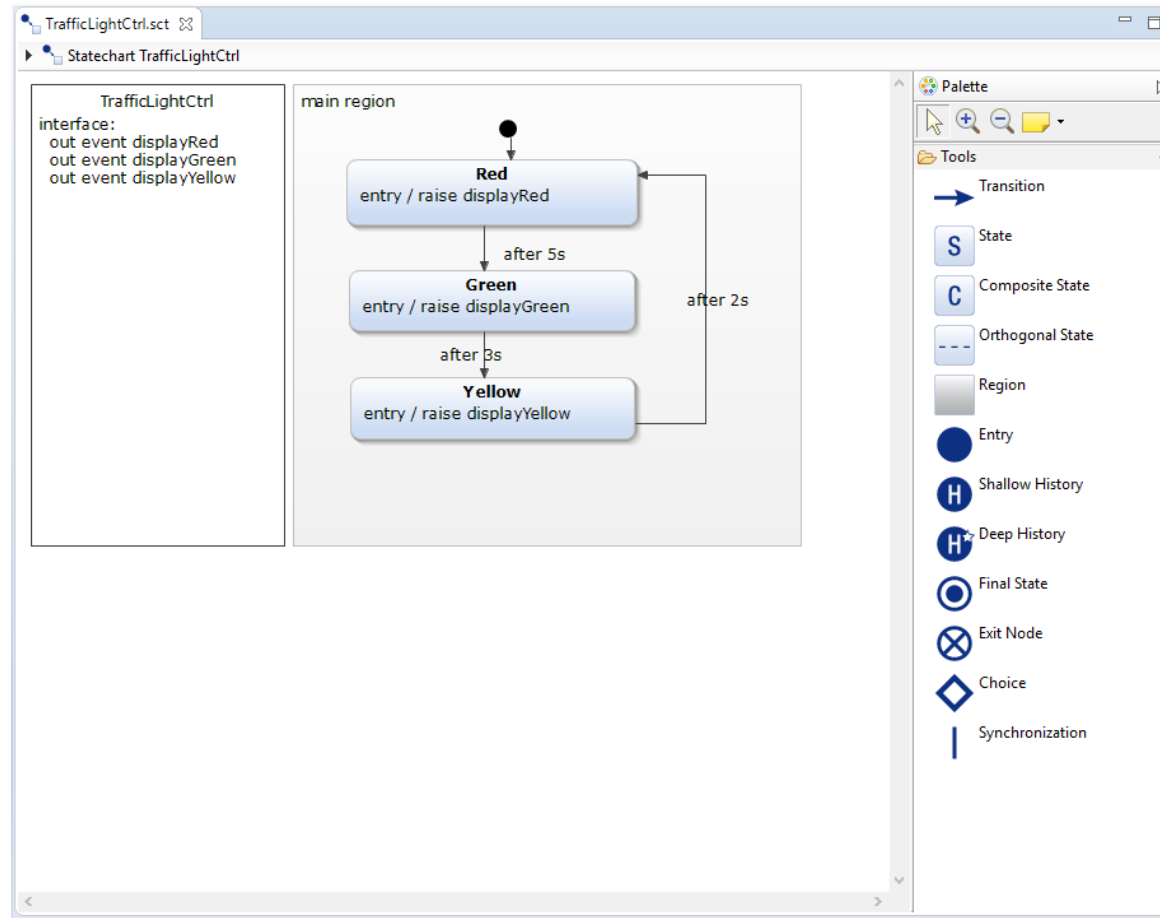 TrafficLightCtrl.sct
Statechart TrafficLightCtrl
TrafficLightCtrl
interface:
out event displayRed
out event displayGreen
out event displayYellow
main region
Red
entry / raise displayRed
after 5s
Green
entry / raise displayGreen
after 2s
after 3s
Yellow
entry / raise displayYellow
Palette
Tools
Transition
S
State
C
Composite State
Orthogonal State
Region
Entry
H
Shallow History
H
Deep History
Final State
Exit Node
Choice
Synchronization